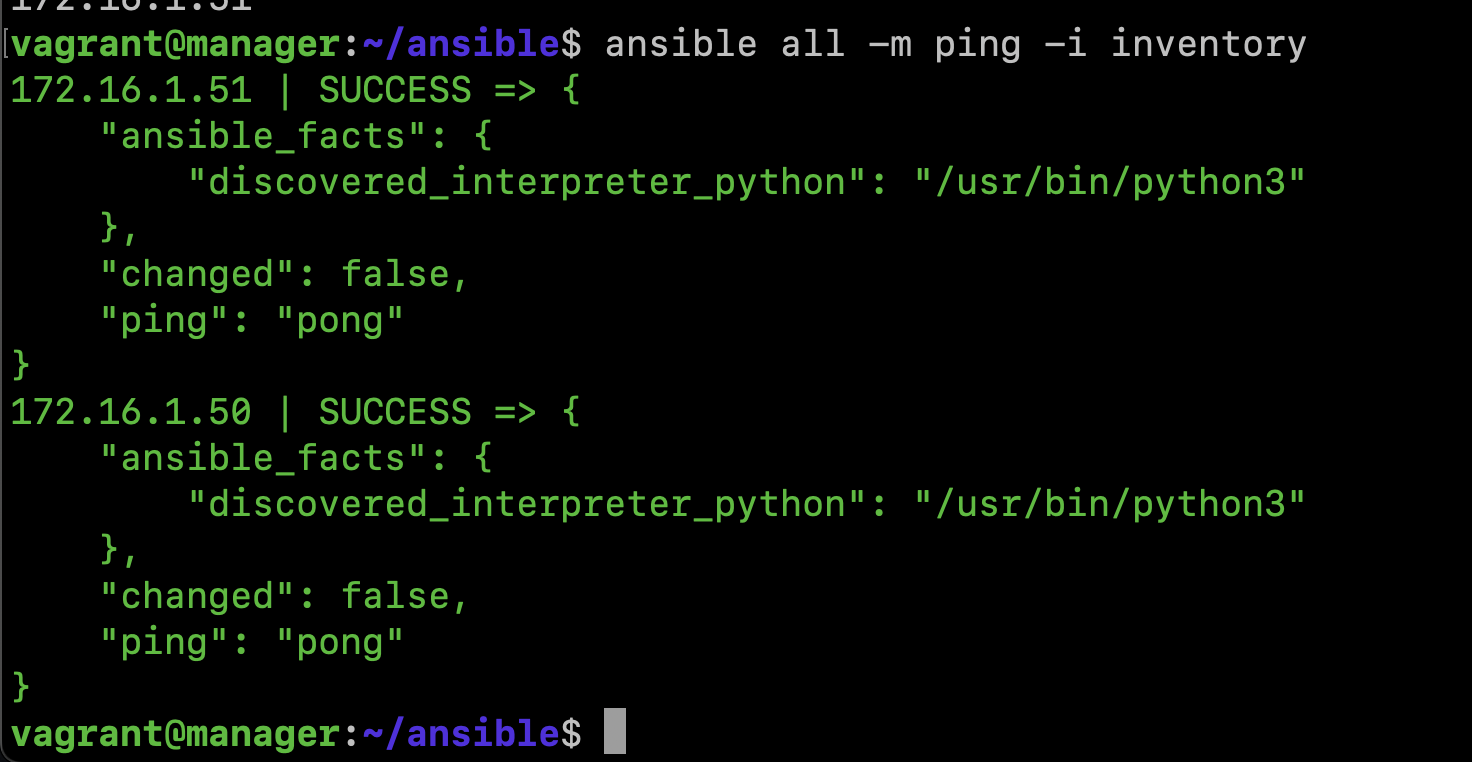 172.16.1.51
[vagrant@manager:~/ansible$ ansible all -m ping -i inventory
172.16.1.51 | SUCCESS => {
    "ansible_facts": {
        "discovered_interpreter_python": "/usr/bin/python3"
    },
    "changed": false,
    "ping": "pong"
}
172.16.1.50 | SUCCESS => {
    "ansible_facts": {
        "discovered_interpreter_python": "/usr/bin/python3"
    },
    "changed": false,
    "ping": "pong"
}
vagrant@manager:~/ansible$